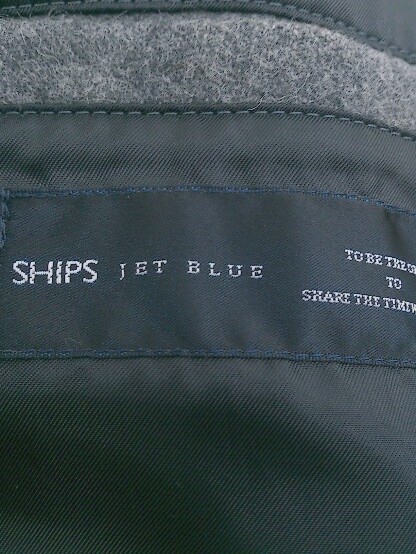 SHIPS JET BLUE
TO BE THE
TO
SHARE THE